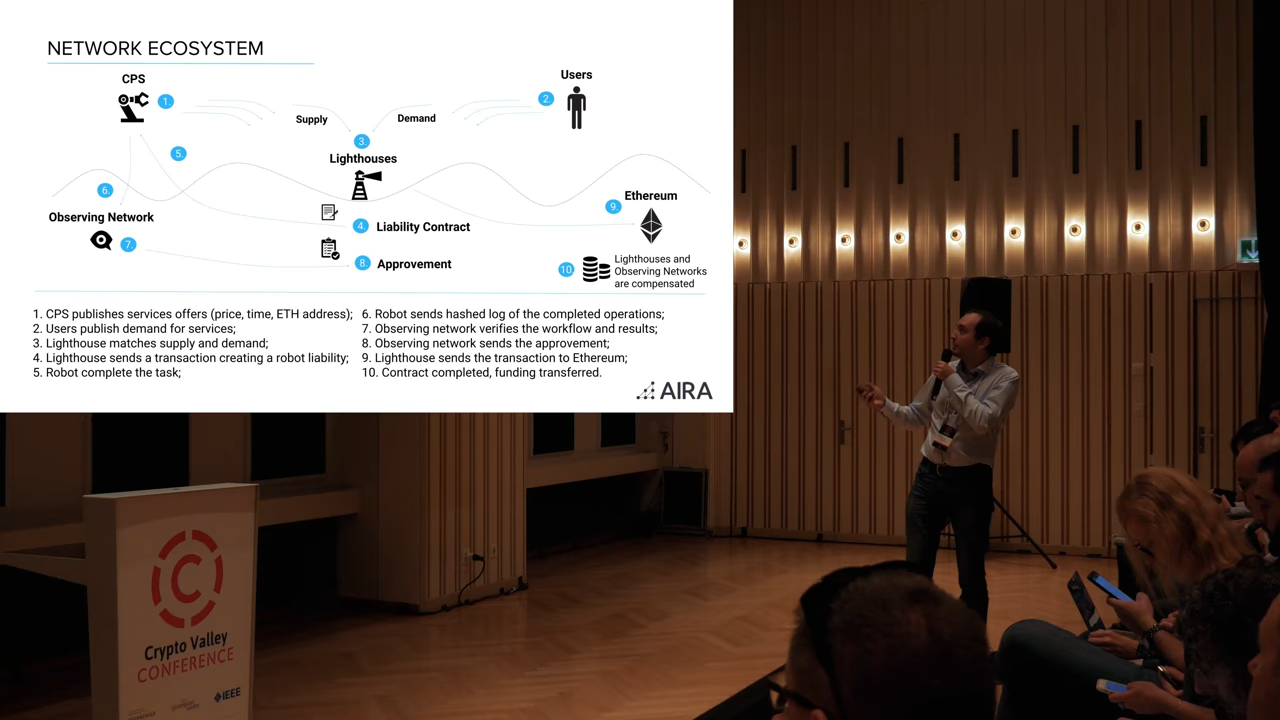 NETWORK ECOSYSTEM
CPS
1.
Users
2.
Supply
Demand
3.
Lighthouses
5.
6.
Observing Network
7.
4.
Liability Contract
8.
Approvement
Ethereum
9.
10
Lighthouses and
Observing Networks
are compensated
1. CPS publishes services offers (price, time, ETH address);
2. Users publish demand for services;
3. Lighthouse matches supply and demand;
4. Lighthouse sends a transaction creating a robot liability;
5. Robot complete the task;
6. Robot sends hashed log of the completed operations;
7. Observing network verifies the workflow and results;
8. Observing network sends the approvement;
9. Lighthouse sends the transaction to Ethereum;
10. Contract completed, funding transferred.
AIRA
Crypto Valley
CONFERENCE
IEEE